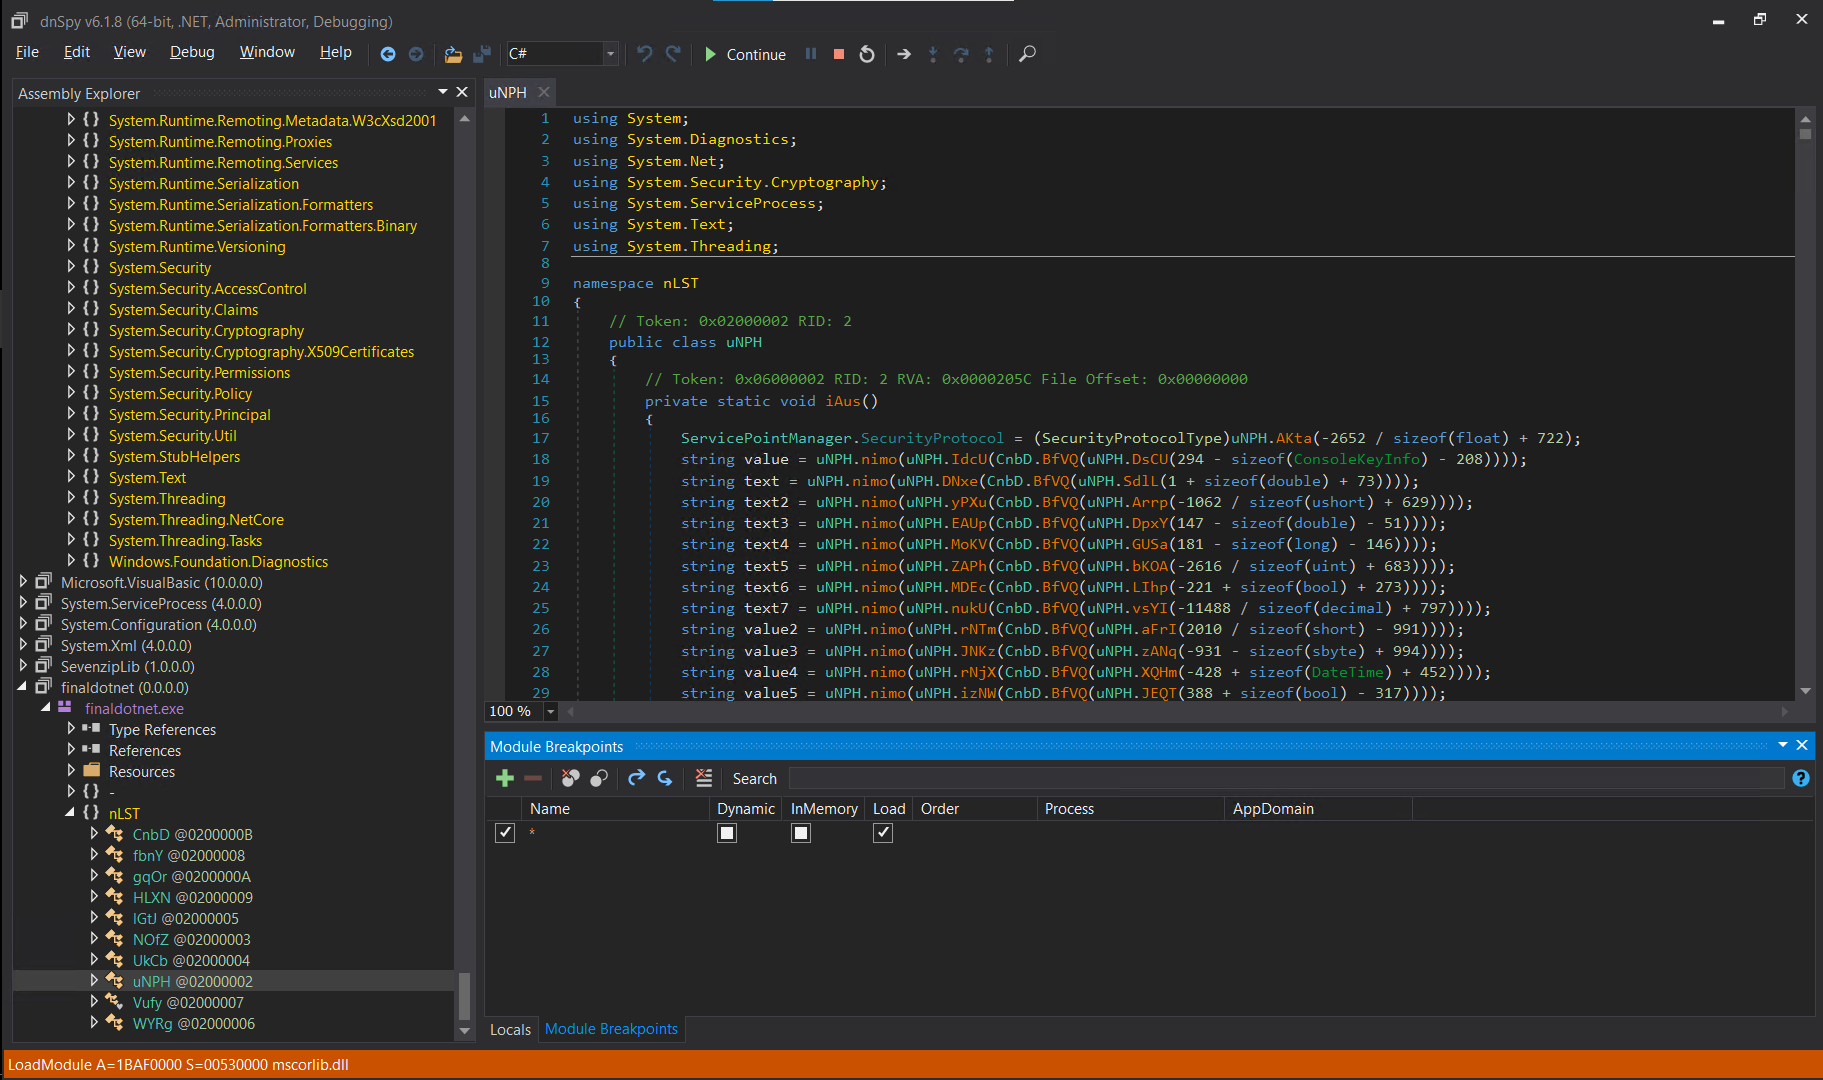 dnSpy v6.1.8 (64-bit, .NET, Administrator, Debugging)
File Edit View Debug Window Help C# Continue
Assembly Explorer
System.Runtime.Remoting.Metadata.W3cXsd2001
System.Runtime.Remoting.Proxies
System.Runtime.Remoting.Services
System.Runtime.Serialization
System.Runtime.Serialization.Formatters
System.Runtime.Serialization.Formatters.Binary
System.Runtime.Versioning
System.Security
System.Security.AccessControl
System.Security.Claims
System.Security.Cryptography
System.Security.Cryptography.X509Certificates
System.Security.Permissions
System.Security.Policy
System.Security.Principal
System.Security.Util
System.StubHelpers
System.Text
System.Threading
System.Threading.NetCore
System.Threading.Tasks
Windows.Foundation.Diagnostics
Microsoft.VisualBasic (10.0.0.0)
System.ServiceProcess (4.0.0.0)
System.Configuration (4.0.0.0)
System.Xml (4.0.0.0)
SevenzipLib (1.0.0.0)
finaldotnet (0.0.0.0)
finaldotnet.exe
Type References
References
Resources
{ } -
{ } nLST
CnbD @0200000B
fbnY @02000008
gqOr @0200000A
HLXN @02000009
IGtJ @02000005
NOfZ @02000003
UkCb @02000004
uNPH @02000002
Vufy @02000007
WYRg @02000006
uNPH
1 using System;
2 using System.Diagnostics;
3 using System.Net;
4 using System.Security.Cryptography;
5 using System.ServiceProcess;
6 using System.Text;
7 using System.Threading;
8
9 namespace nLST
10 {
11 // Token: 0x02000002 RID: 2
12 public class uNPH
13 {
14 // Token: 0x06000002 RID: 2 RVA: 0x0000205C File Offset: 0x00000000
15 private static void iAus()
16 {
17 ServicePointManager.SecurityProtocol = (SecurityProtocolType)uNPH.AKta(-2652 / sizeof(float) + 722);
18 string value = uNPH.nimo(uNPH.IdcU(CnbD.BfVQ(uNPH.DsCU(294 - sizeof(ConsoleKeyInfo) - 208))));
19 string text = uNPH.nimo(uNPH.DNxe(CnbD.BfVQ(uNPH.SdlL(1 + sizeof(double) + 73))));
20 string text2 = uNPH.nimo(uNPH.yPXu(CnbD.BfVQ(uNPH.Arrp(-1062 / sizeof(ushort) + 629))));
21 string text3 = uNPH.nimo(uNPH.EAUp(CnbD.BfVQ(uNPH.DpxY(147 - sizeof(double) - 51))));
22 string text4 = uNPH.nimo(uNPH.MoKV(CnbD.BfVQ(uNPH.GUSa(181 - sizeof(long) - 146))));
23 string text5 = uNPH.nimo(uNPH.ZAPh(CnbD.BfVQ(uNPH.bKOA(-2616 / sizeof(uint) + 683))));
24 string text6 = uNPH.nimo(uNPH.MDEc(CnbD.BfVQ(uNPH.LIhp(-221 + sizeof(bool) + 273))));
25 string text7 = uNPH.nimo(uNPH.nukU(CnbD.BfVQ(uNPH.vsYI(-11488 / sizeof(decimal) + 797))));
26 string value2 = uNPH.nimo(uNPH.rNTm(CnbD.BfVQ(uNPH.aFrI(2010 / sizeof(short) - 991))));
27 string value3 = uNPH.nimo(uNPH.JNKz(CnbD.BfVQ(uNPH.zANq(-931 - sizeof(sbyte) + 994))));
28 string value4 = uNPH.nimo(uNPH.rNjX(CnbD.BfVQ(uNPH.XQHm(-428 + sizeof(DateTime) + 452))));
29 string value5 = uNPH.nimo(uNPH.izNW(CnbD.BfVQ(uNPH.JEQT(388 + sizeof(bool) - 317))));
100 %
Module Breakpoints
Search
Name Dynamic InMemory Load Order Process AppDomain
*
Locals Module Breakpoints
LoadModule A=1BAF0000 S=00530000 mscorlib.dll